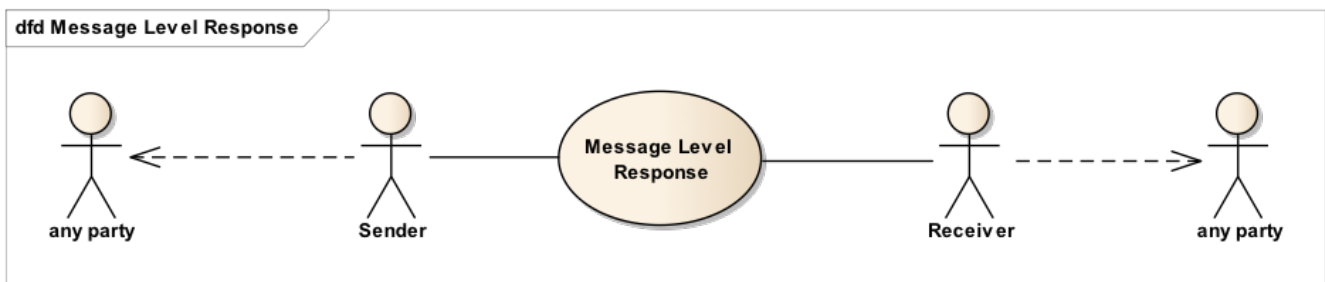 dfd Message Level Response
Message Level
Response
any party
Sender
Receiver
any party